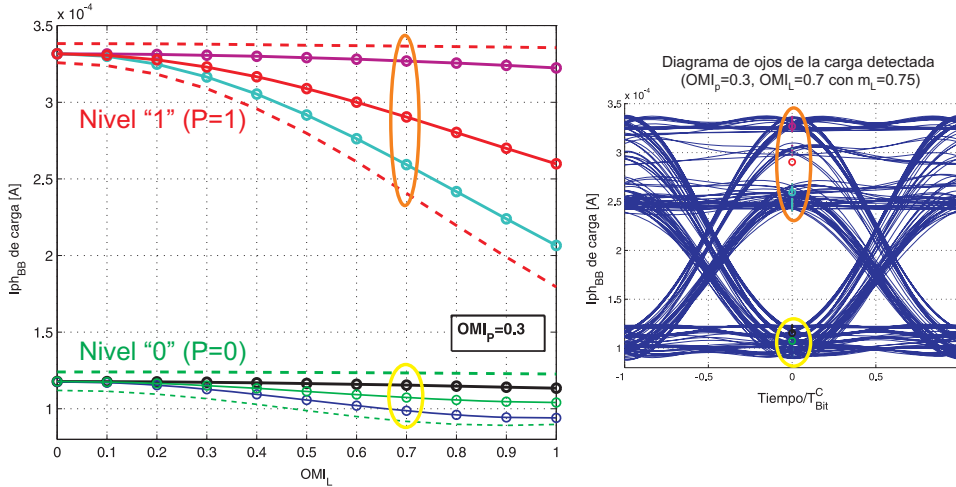 x 10⁻⁴
3.5
3
2.5
2
1.5
1
Iph_BB de carga [A]
Nivel “1” (P=1)
OMI_P=0.3
Nivel “0” (P=0)
0 0.1 0.2 0.3 0.4 0.5 0.6 0.7 0.8 0.9 1
OMI_L
Diagrama de ojos de la carga detectada
(OMI_p=0.3, OMI_L=0.7 con m_L=0.75)
x 10⁻⁴
3.5
3
2.5
2
1.5
1
Iph_BB de carga [A]
-1 -0.5 0 0.5
Tiempo/T_Bit^C